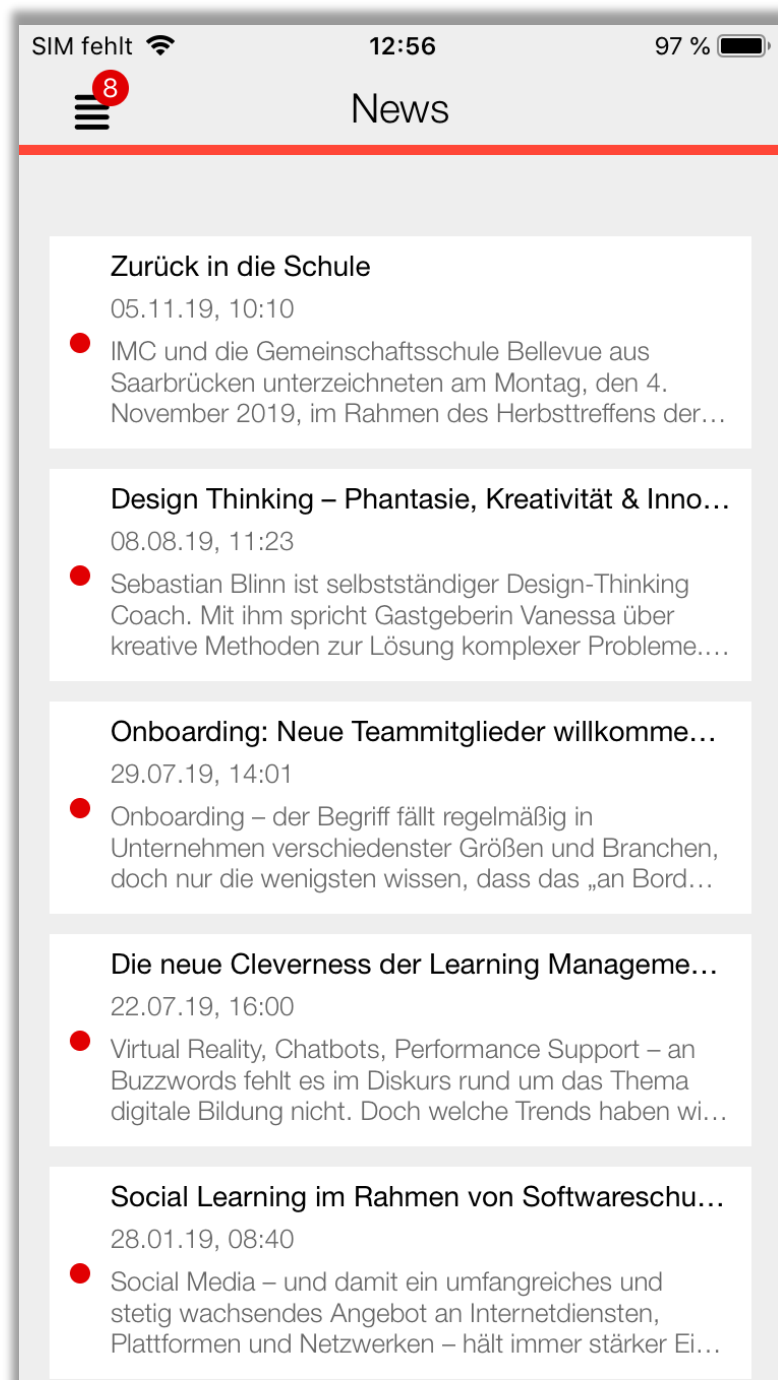 SIM fehlt 12:56 97 %
8
News
Zurück in die Schule
05.11.19, 10:10
IMC und die Gemeinschaftsschule Bellevue aus
Saarbrücken unterzeichneten am Montag, den 4.
November 2019, im Rahmen des Herbsttreffens der…
Design Thinking – Phantasie, Kreativität & Inno…
08.08.19, 11:23
Sebastian Blinn ist selbstständiger Design-Thinking
Coach. Mit ihm spricht Gastgeberin Vanessa über
kreative Methoden zur Lösung komplexer Probleme.…
Onboarding: Neue Teammitglieder willkomme…
29.07.19, 14:01
Onboarding – der Begriff fällt regelmäßig in
Unternehmen verschiedenster Größen und Branchen,
doch nur die wenigsten wissen, dass das „an Bord…
Die neue Cleverness der Learning Manageme…
22.07.19, 16:00
Virtual Reality, Chatbots, Performance Support – an
Buzzwords fehlt es im Diskurs rund um das Thema
digitale Bildung nicht. Doch welche Trends haben wi…
Social Learning im Rahmen von Softwareschu…
28.01.19, 08:40
Social Media – und damit ein umfangreiches und
stetig wachsendes Angebot an Internetdiensten,
Plattformen und Netzwerken – hält immer stärker Ei…